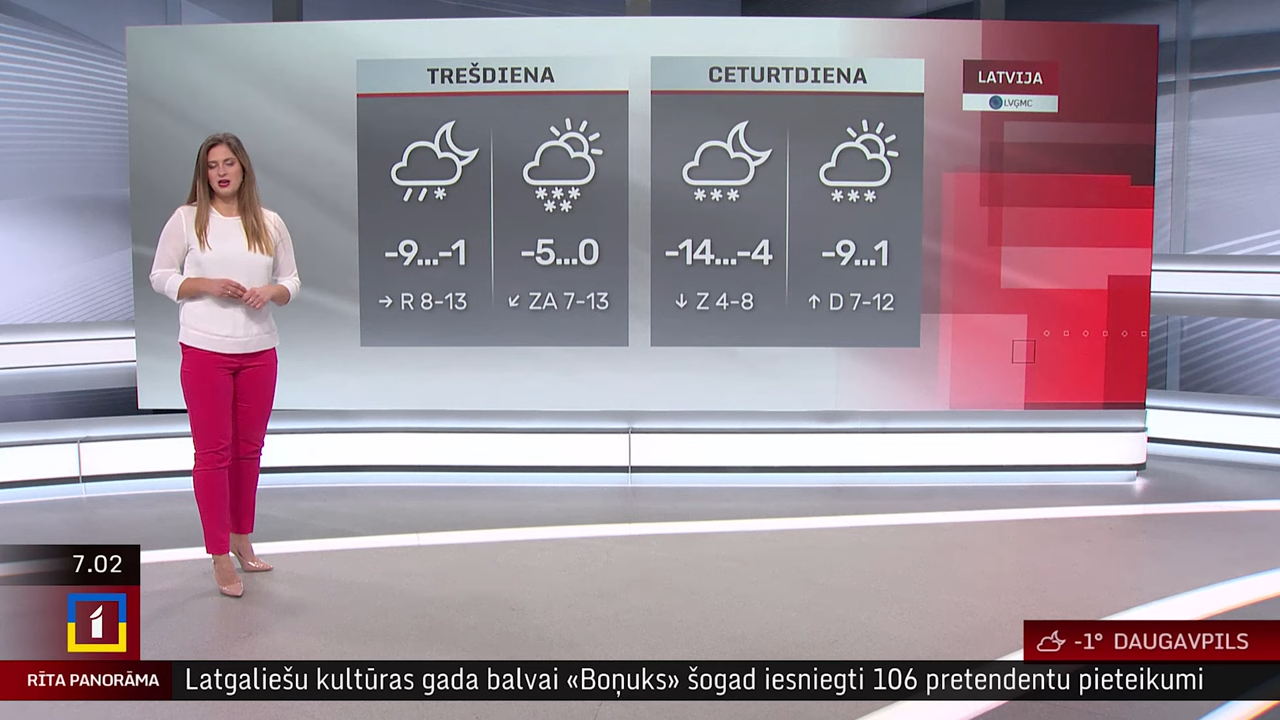 TREŠDIENA
-9...-1
-5...0
R 8-13
ZA 7-13
CETURTDIENA
-14...-4
-9...1
Z 4-8
D 7-12
LATVIJA
LVĢMC
7.02
1
-1° DAUGAVPILS
RĪTA PANORĀMA
Latgaliešu kultūras gada balvai «Boņuks» šogad iesniegti 106 pretendentu pieteikumi